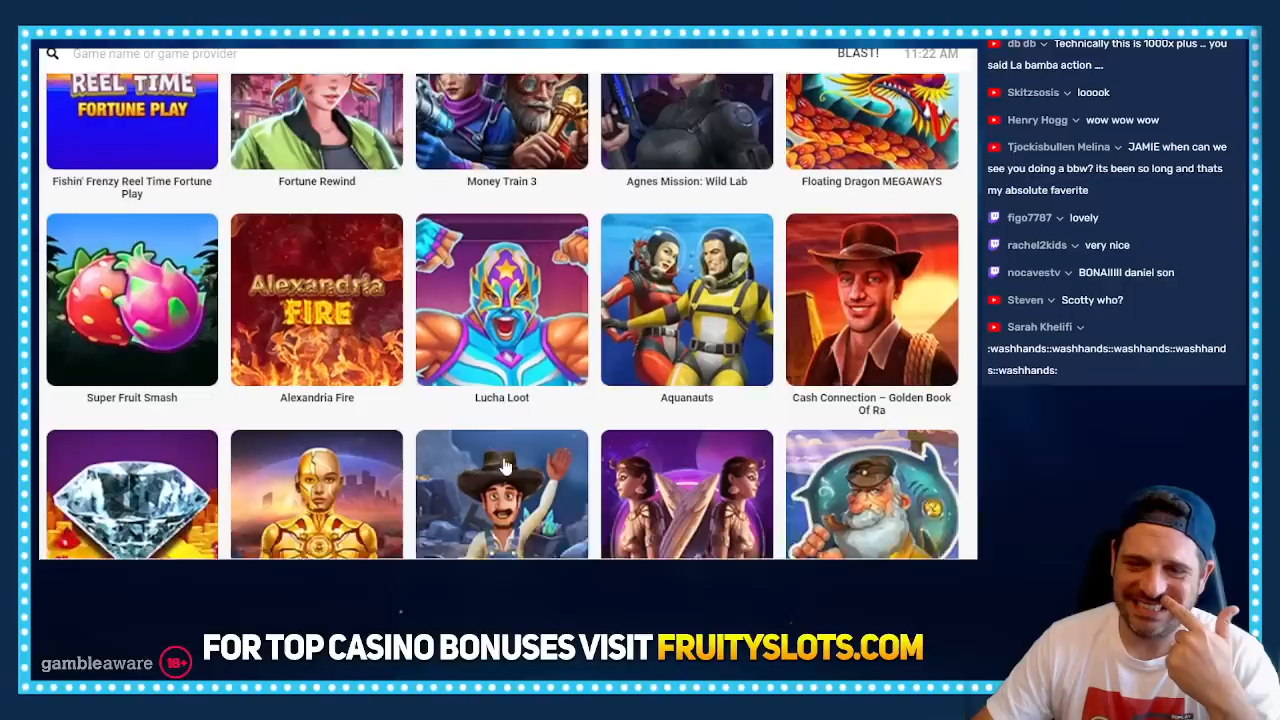 Game name or game provider
BLAST!
11:22 AM
REEL TIME
FORTUNE PLAY
Fishin' Frenzy Reel Time Fortune
Play
Fortune Rewind
Money Train 3
Agnes Mission: Wild Lab
Floating Dragon MEGAWAYS
Alexandria
FIRE
Super Fruit Smash
Alexandria Fire
Lucha Loot
Aquanauts
Cash Connection – Golden Book
Of Ra
db db Technically this is 1000x plus .. you
said La bamba action ....
Skitzsosis looook
Henry Hogg wow wow wow
Tjockisbullen Melina JAMIE when can we
see you doing a bbw? its been so long and thats
my absolute faverite
figo7787 lovely
rachel2kids very nice
nocavestv BONAIIIII daniel son
Steven Scotty who?
Sarah Khelifi
:washhands::washhands::washhands::washhand
s::washhands:
gambleaware 18+
FOR TOP CASINO BONUSES VISIT FRUITYSLOTS.COM